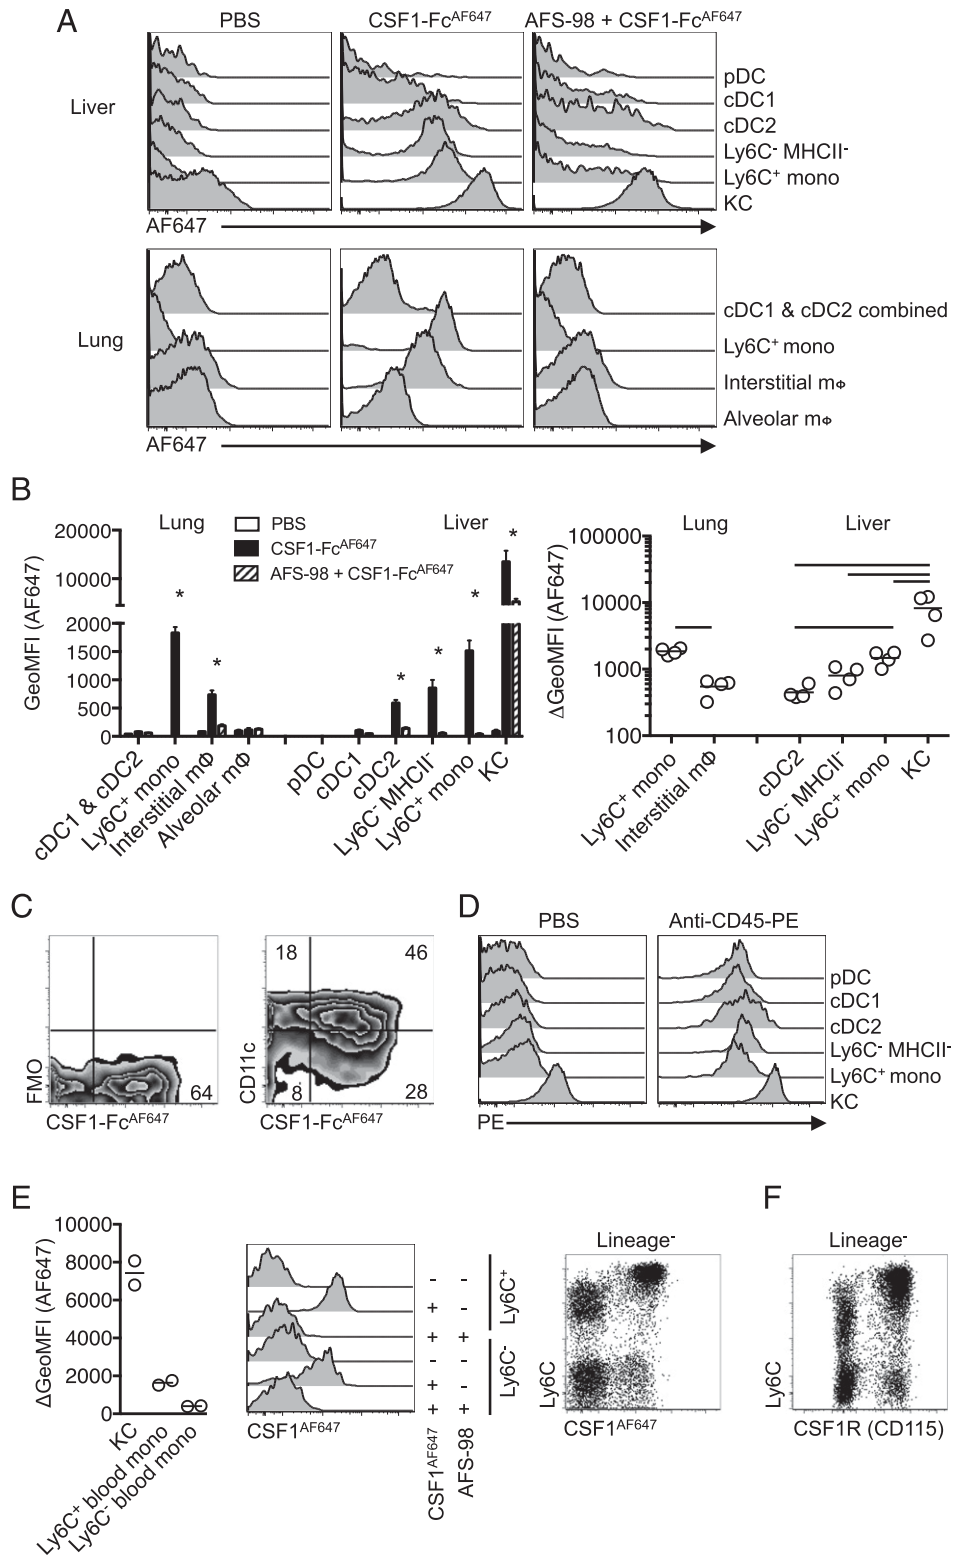 A
PBS
CSF1-Fc^AF647
AFS-98 + CSF1-Fc^AF647
Liver
pDC
cDC1
cDC2
Ly6C⁻ MHCII⁻
Ly6C⁺ mono
KC
AF647
Lung
cDC1 & cDC2 combined
Ly6C⁺ mono
Interstitial mΦ
Alveolar mΦ
AF647
B
Lung
Liver
PBS
CSF1-Fc^AF647
AFS-98 + CSF1-Fc^AF647
GeoMFI (AF647)
20000
10000
2000
1500
1000
500
0
*
*
*
*
*
*
cDC1 & cDC2
Ly6C⁺ mono
Interstitial mΦ
Alveolar mΦ
pDC
cDC1
cDC2
Ly6C⁻ MHCII⁻
Ly6C⁺ mono
KC
Lung
Liver
ΔGeoMFI (AF647)
100000
10000
1000
100
Ly6C⁺ mono
Interstitial mΦ
cDC2
Ly6C⁻ MHCII⁻
Ly6C⁺ mono
KC
C
FMO
64
CSF1-Fc^AF647
18
46
CD11c
8
28
CSF1-Fc^AF647
D
PBS
Anti-CD45-PE
pDC
cDC1
cDC2
Ly6C⁻ MHCII⁻
Ly6C⁺ mono
KC
PE
E
ΔGeoMFI (AF647)
10000
8000
6000
4000
2000
0
KC
Ly6C⁺ blood mono
Ly6C⁻ blood mono
- -
+ -
+ +
- -
+ -
+ +
Ly6C⁺
Ly6C⁻
CSF1^AF647
CSF1^AF647
AFS-98
Lineage⁻
Ly6C
CSF1^AF647
F
Lineage⁻
Ly6C
CSF1R (CD115)